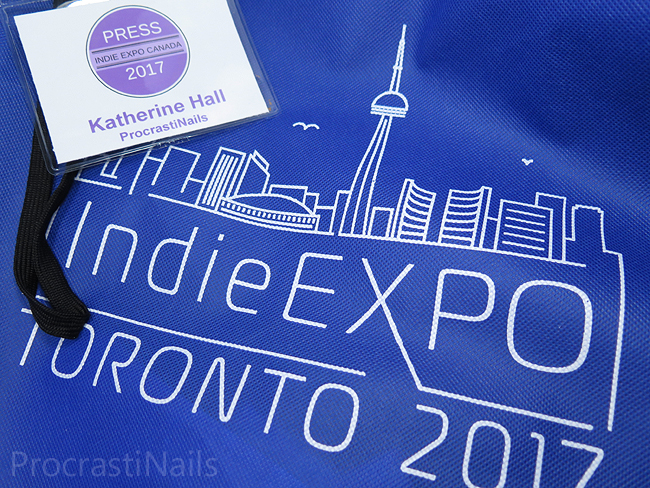 PRESS
INDIE EXPO CANADA
2017
Katherine Hall
ProcrastiNails
IndieEXPO
TORONTO 2017
ProcrastiNails